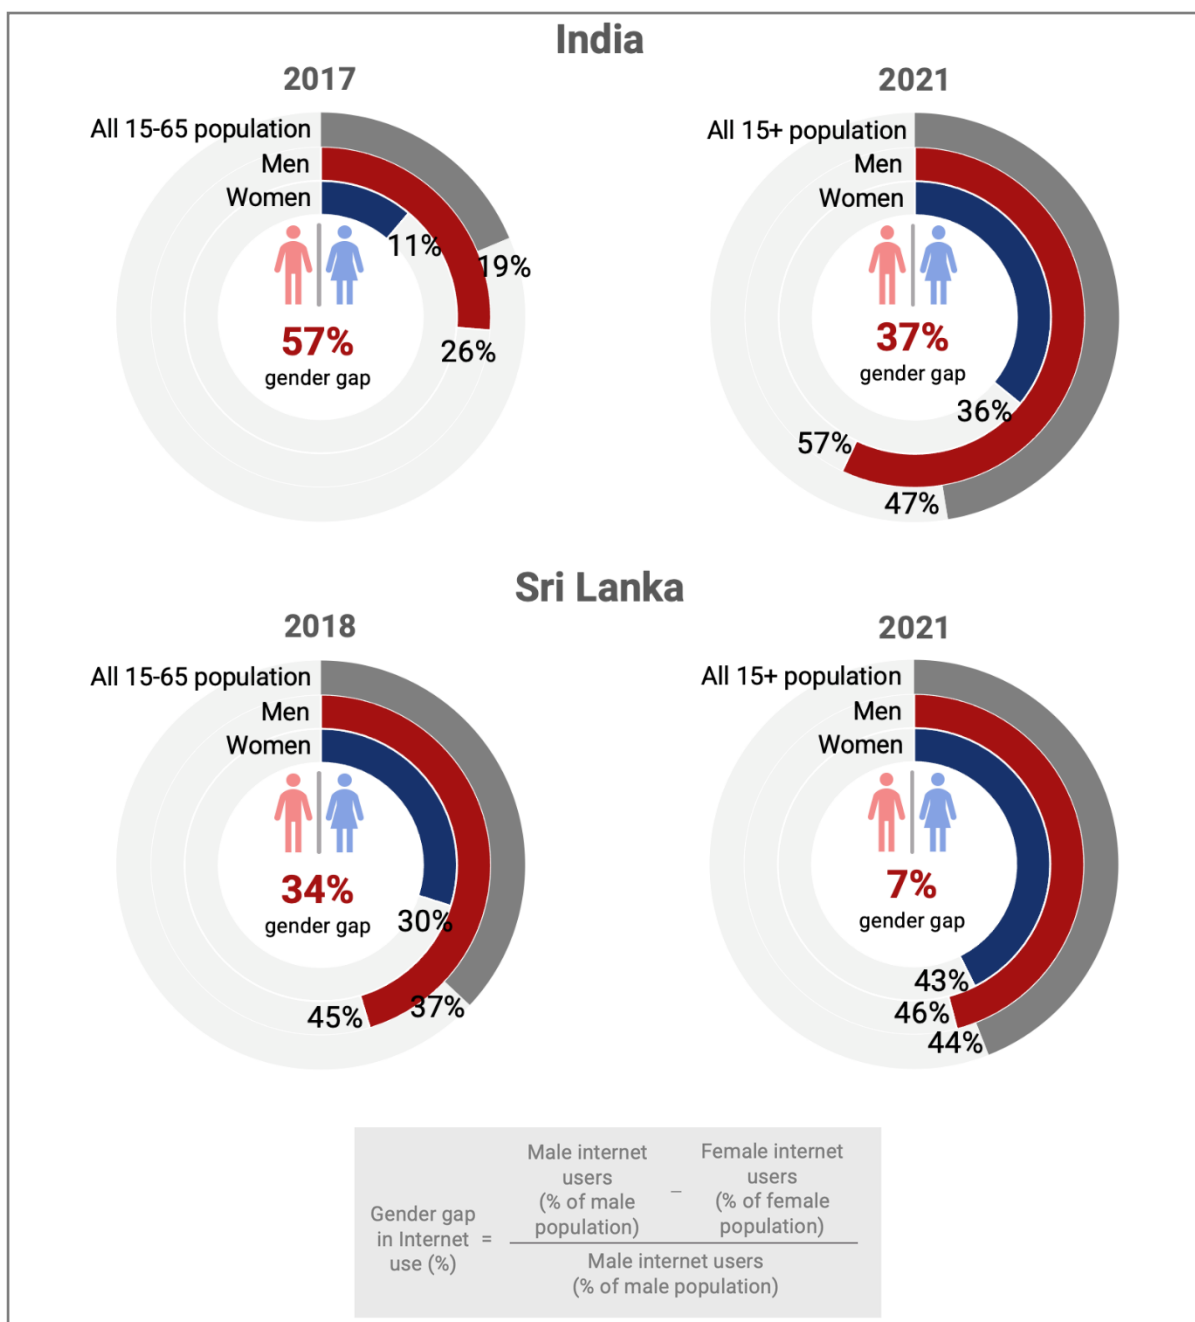 India
2017
All 15-65 population
Men
Women
11%
19%
26%
57%
gender gap
2021
All 15+ population
Men
Women
36%
57%
47%
37%
gender gap
Sri Lanka
2018
All 15-65 population
Men
Women
30%
37%
45%
34%
gender gap
2021
All 15+ population
Men
Women
43%
46%
44%
7%
gender gap
Gender gap
in Internet =
use (%)
Male internet
users
(% of male
population)
–
Female internet
users
(% of female
population)
Male internet users
(% of male population)